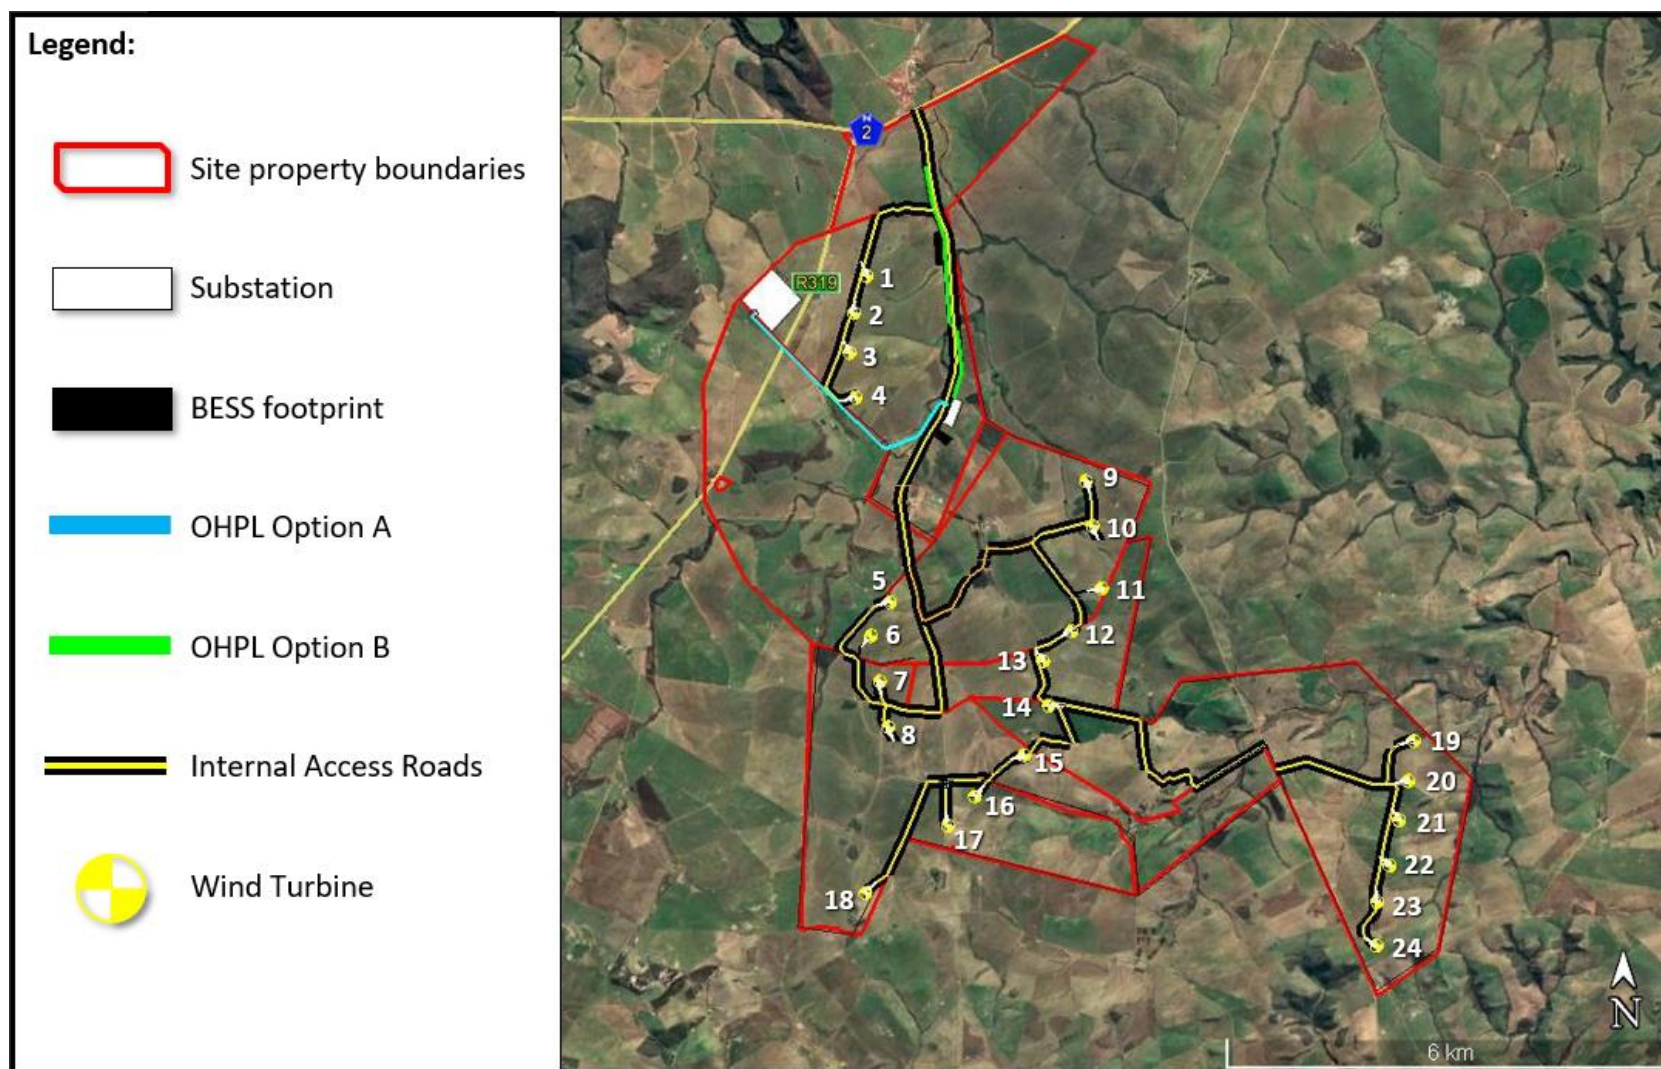 Legend:
Site property boundaries
Substation
BESS footprint
OHPL Option A
OHPL Option B
Internal Access Roads
Wind Turbine
N
2
R319
1
2
3
4
9
10
5
11
6
12
13
7
14
8
19
15
20
16
21
17
22
18
23
24
N
6 km